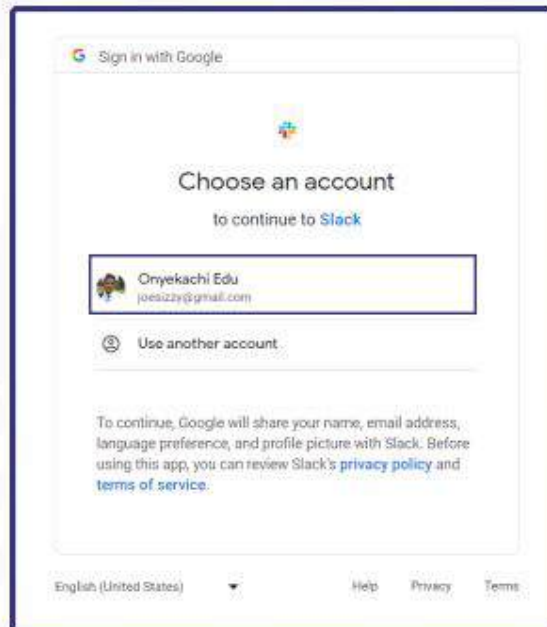 Sign in with Google
Choose an account
to continue to Slack
Onyekachi Edu
joesizzy@gmail.com
Use another account
To continue, Google will share your name, email address,
language preference, and profile picture with Slack. Before
using this app, you can review Slack's privacy policy and
terms of service.
English (United States) Help Privacy Terms